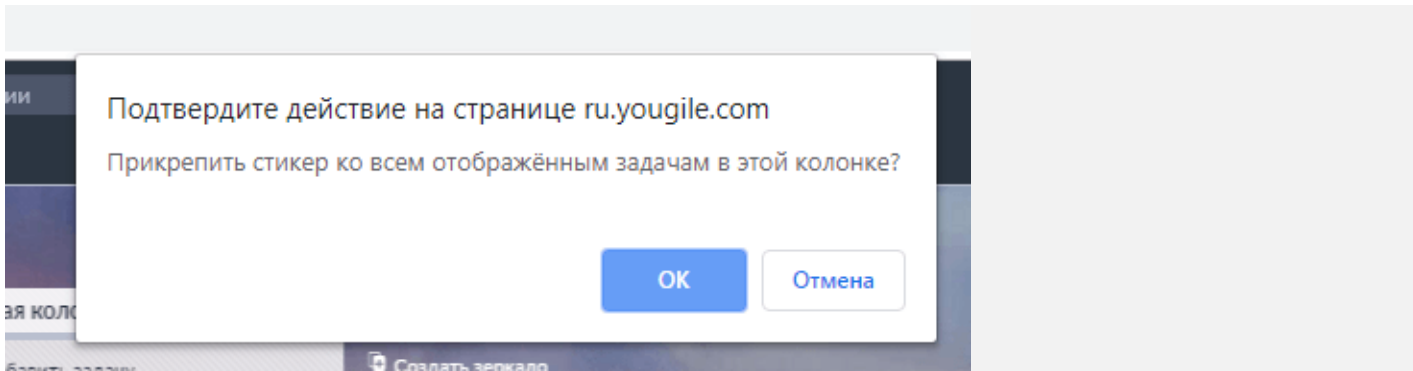 ии
Подтвердите действие на странице ru.yougile.com
Прикрепить стикер ко всем отображённым задачам в этой колонке?
ОК
Отмена
ая коло
Создать зеркало